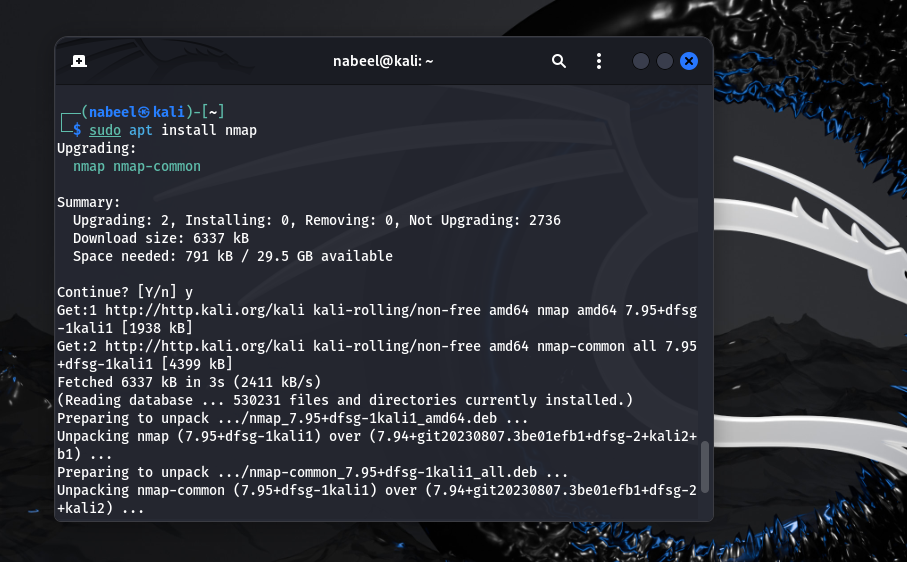 nabeel@kali: ~
┌──(nabeel㉿kali)-[~]
└─$ sudo apt install nmap
Upgrading:
  nmap nmap-common
Summary:
  Upgrading: 2, Installing: 0, Removing: 0, Not Upgrading: 2736
  Download size: 6337 kB
  Space needed: 791 kB / 29.5 GB available
Continue? [Y/n] y
Get:1 http://http.kali.org/kali kali-rolling/non-free amd64 nmap amd64 7.95+dfsg
-1kali1 [1938 kB]
Get:2 http://http.kali.org/kali kali-rolling/non-free amd64 nmap-common all 7.95
+dfsg-1kali1 [4399 kB]
Fetched 6337 kB in 3s (2411 kB/s)
(Reading database ... 530231 files and directories currently installed.)
Preparing to unpack .../nmap_7.95+dfsg-1kali1_amd64.deb ...
Unpacking nmap (7.95+dfsg-1kali1) over (7.94+git20230807.3be01efb1+dfsg-2+kali2+
b1) ...
Preparing to unpack .../nmap-common_7.95+dfsg-1kali1_all.deb ...
Unpacking nmap-common (7.95+dfsg-1kali1) over (7.94+git20230807.3be01efb1+dfsg-2
+kali2) ...